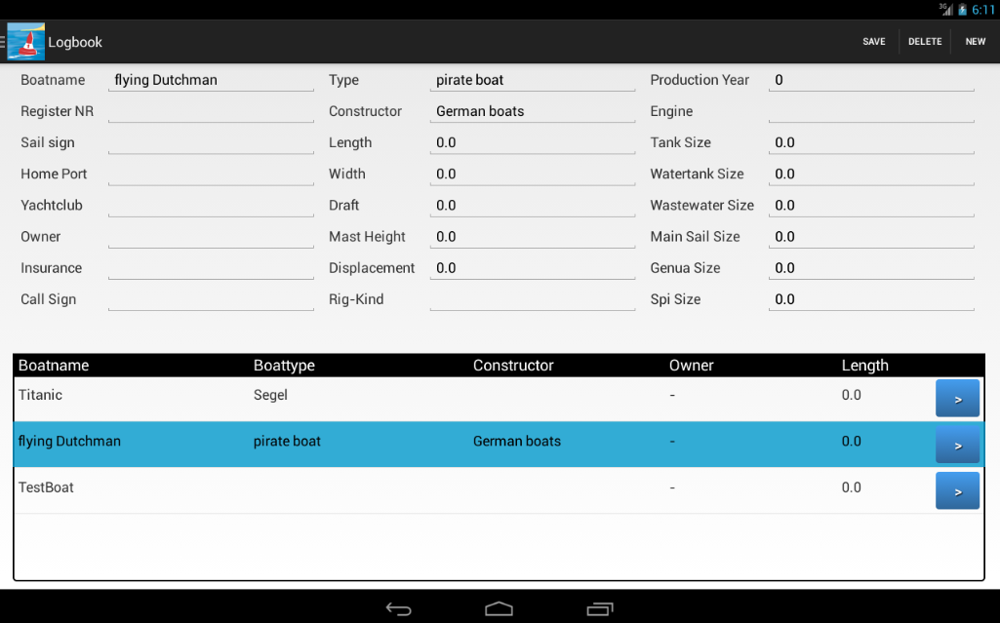 3G 6:11
Logbook SAVE DELETE NEW
Boatname flying Dutchman Type pirate boat Production Year 0
Register NR Constructor German boats Engine
Sail sign Length 0.0 Tank Size 0.0
Home Port Width 0.0 Watertank Size 0.0
Yachtclub Draft 0.0 Wastewater Size 0.0
Owner Mast Height 0.0 Main Sail Size 0.0
Insurance Displacement 0.0 Genua Size 0.0
Call Sign Rig-Kind Spi Size 0.0
Boatname Boattype Constructor Owner Length
Titanic Segel - 0.0 >
flying Dutchman pirate boat German boats - 0.0 >
TestBoat - 0.0 >